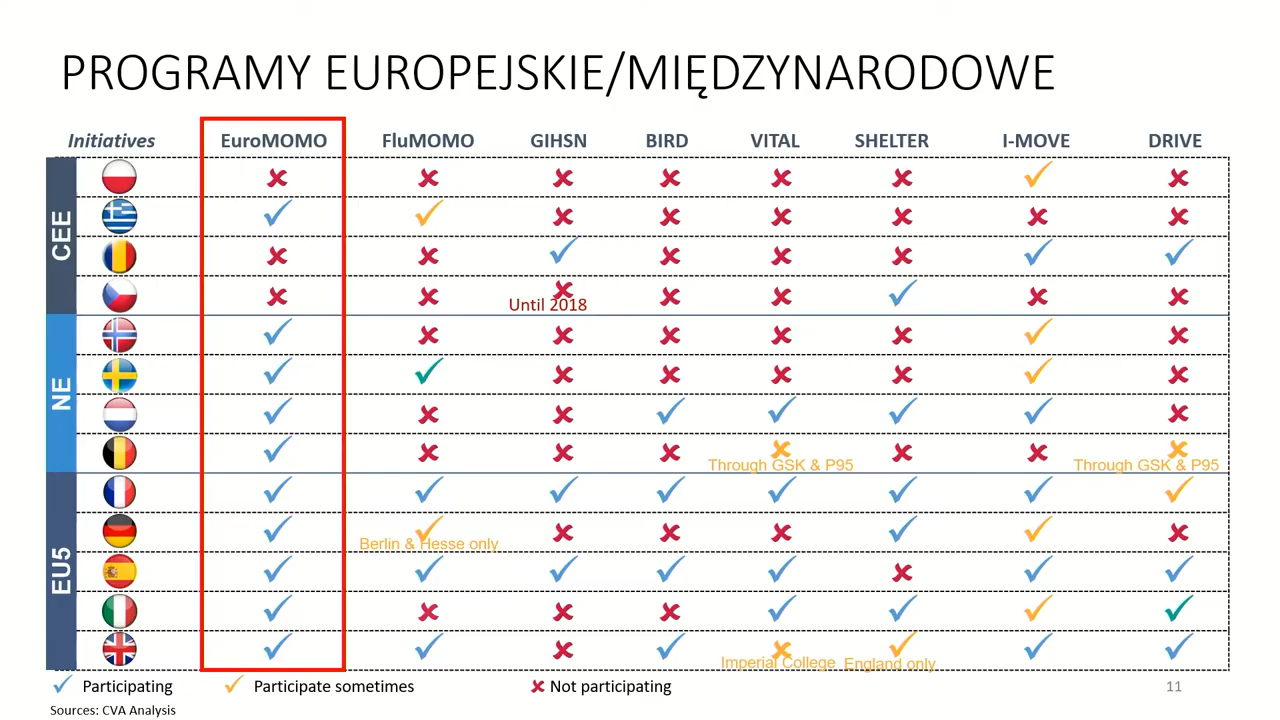 PROGRAMY EUROPEJSKIE/MIĘDZYNARODOWE
Initiatives EuroMOMO FluMOMO GIHSN BIRD VITAL SHELTER I-MOVE DRIVE
CEE
Until 2018
NE
Through GSK & P95 Through GSK & P95
EU5
Berlin & Hesse only
Imperial College England only
Participating Participate sometimes Not participating 11
Sources: CVA Analysis